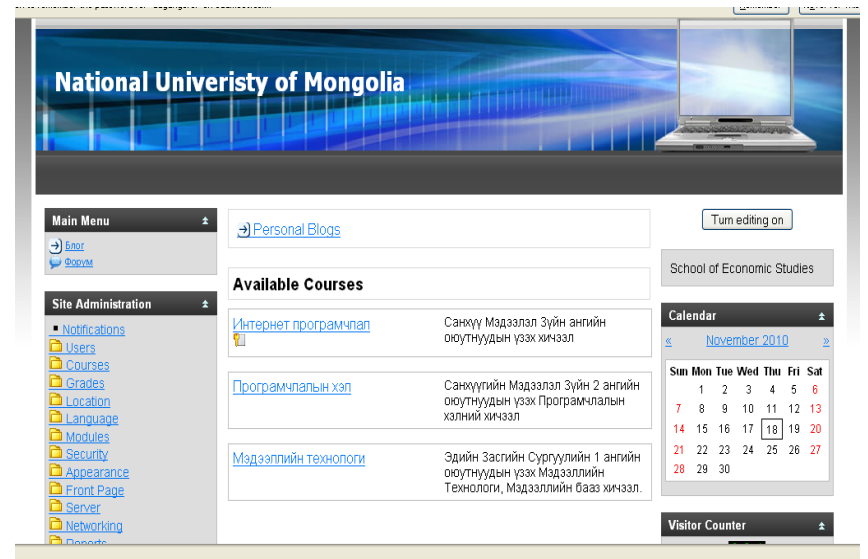 National Univeristy of Mongolia
Main Menu
Блог
Форум
Site Administration
Notifications
Users
Courses
Grades
Location
Language
Modules
Security
Appearance
Front Page
Server
Networking
Reports
Personal Blogs
Available Courses
Интернет програмчлал
Санхүү Мэдээлэл Зүйн ангийн
оюутнуудын үзэх хичээл
Програмчлалын хэл
Санхүүгийн Мэдээлэл Зүйн 2 ангийн
оюутнуудын үзэх Програмчлалын
хэлний хичээл
Мэдээллийн технологи
Эдийн Засгийн Сургуулийн 1 ангийн
оюутнуудын үзэх Мэдээллийн
Технологи, Мэдээллийн бааз хичээл.
Turn editing on
School of Economic Studies
Calendar
« November 2010 »
Sun Mon Tue Wed Thu Fri Sat
1 2 3 4 5 6
7 8 9 10 11 12 13
14 15 16 17 18 19 20
21 22 23 24 25 26 27
28 29 30
Visitor Counter